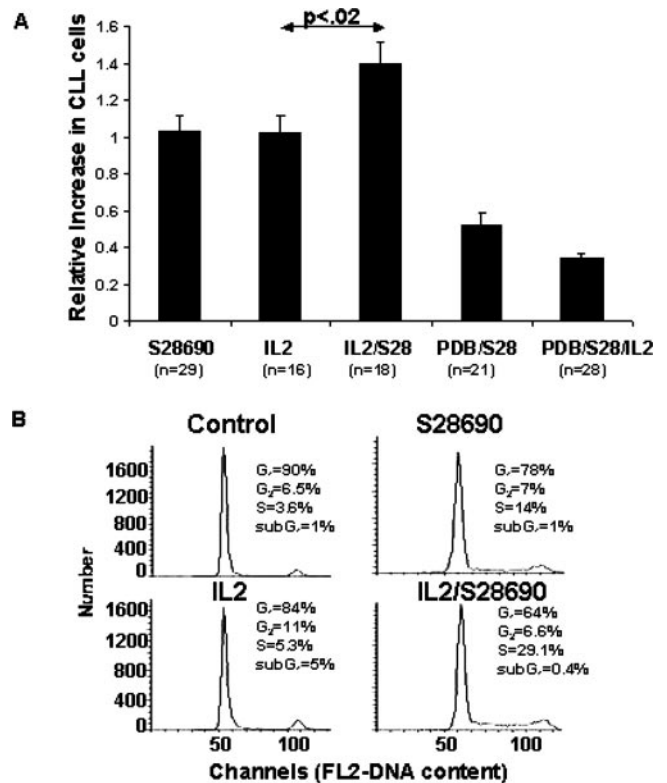 A
p<.02
Relative Increase in CLL cells
1.6
1.4
1.2
1
0.8
0.6
0.4
0.2
0
S28690 IL2 IL2/S28 PDB/S28 PDB/S28/IL2
(n=29) (n=16) (n=18) (n=21) (n=28)
B
Control
1600
1200
800
400
G₁=90%
G₂=6.5%
S=3.6%
subG₁=1%
S28690
G₁=78%
G₂=7%
S=14%
subG₁=1%
Number
IL2
1600
1200
800
400
0
G₁=84%
G₂=11%
S=5.3%
subG₁=5%
IL2/S28690
G₁=64%
G₂=6.6%
S=29.1%
subG₁=0.4%
50 100 50 100
Channels (FL2-DNA content)